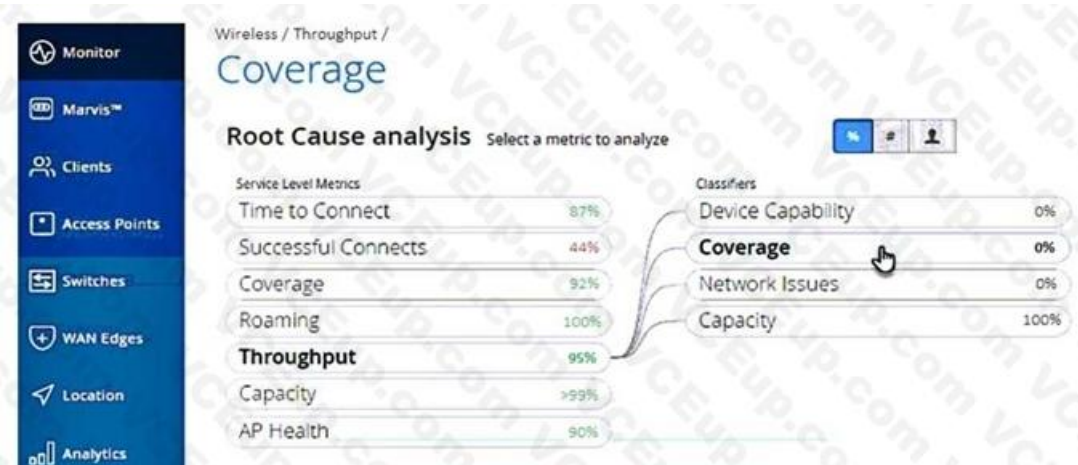 Wireless / Throughput /
Coverage
Monitor
Marvis™
Clients
Access Points
Switches
WAN Edges
Location
Analytics
Root Cause analysis Select a metric to analyze
% #
Service Level Metrics
Time to Connect 87%
Successful Connects 44%
Coverage 92%
Roaming 100%
Throughput 95%
Capacity >99%
AP Health 90%
Classifiers
Device Capability 0%
Coverage 0%
Network Issues 0%
Capacity 100%
VCEup.com